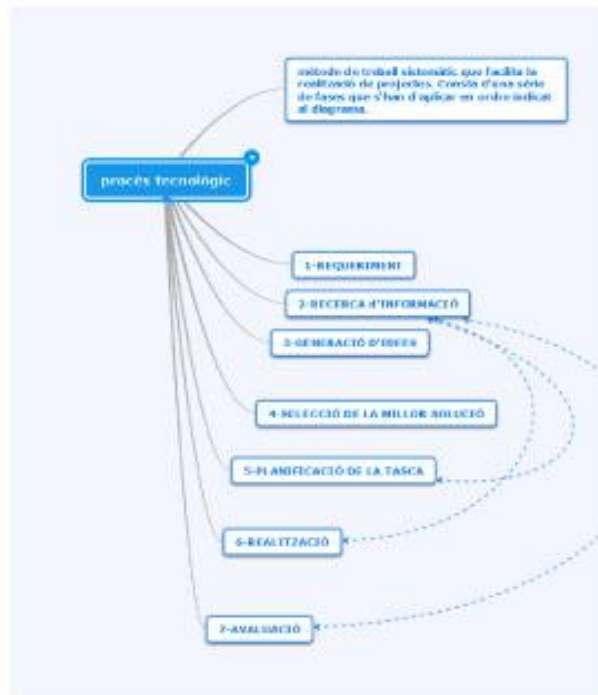 mètode de treball sistemàtic que facilita la
realització de projectes. Consta d'una sèrie
de fases que s'han d'aplicar en ordre indicat
al diagrama.
procés tecnològic
1-REQUERIMENT
2-RECERCA d'INFORMACIÓ
3-GENERACIÓ D'IDEES
4-SELECCIÓ DE LA MILLOR SOLUCIÓ
5-PLANIFICACIÓ DE LA TASCA
6-REALITZACIÓ
7-AVALUACIÓ